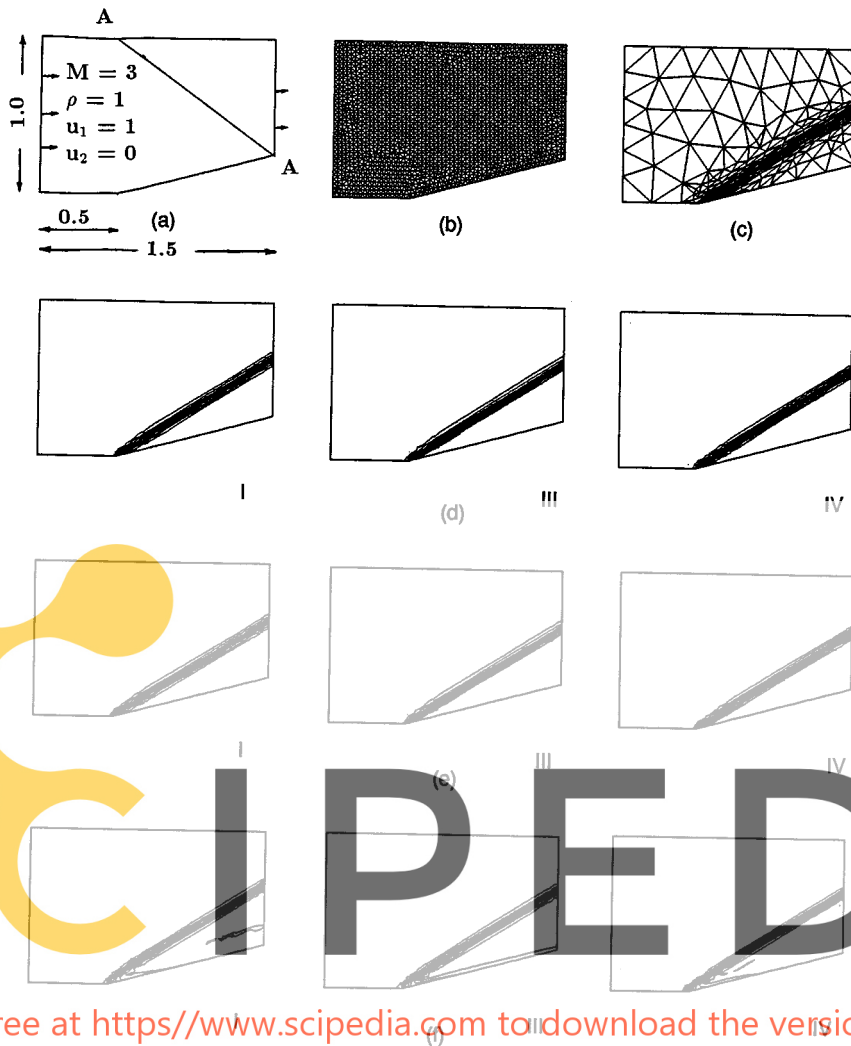 A
M = 3
ρ = 1
u₁ = 1
u₂ = 0
1.0
A
0.5
1.5
(a)
(b)
(c)
I
III
IV
(d)
I
III
IV
(e)
CIPED
I
III
IV
(f)
ree at https//www.scipedia.com to download the versio